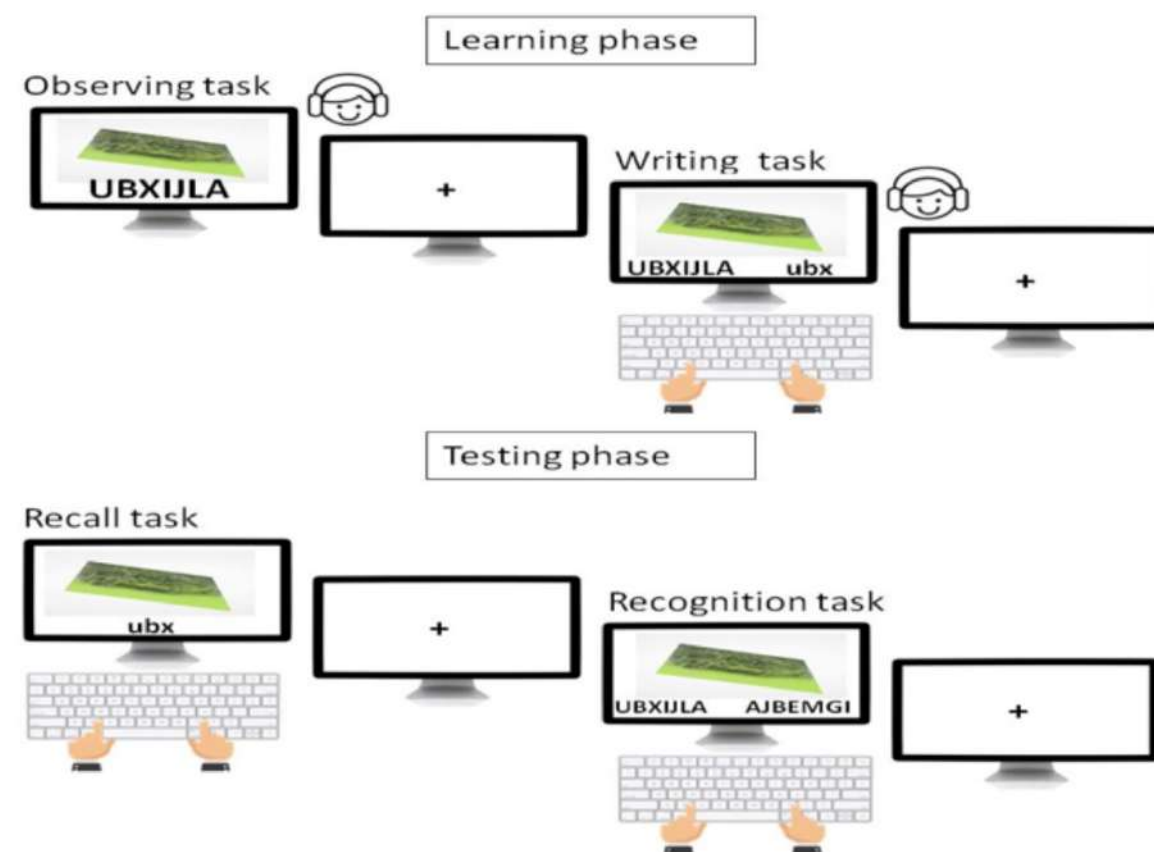 Learning phase
Observing task
UBXIJLA
+
Writing task
UBXIJLA ubx
+
Testing phase
Recall task
ubx
+
Recognition task
UBXIJLA AJBEMGI
+